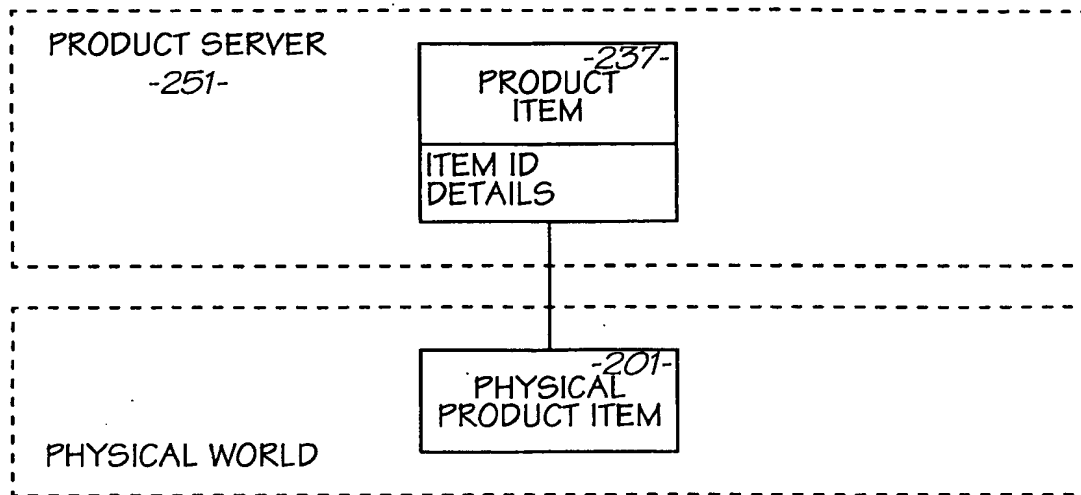 PRODUCT SERVER
-251-
-237-
PRODUCT
ITEM
ITEM ID
DETAILS
-201-
PHYSICAL
PRODUCT ITEM
PHYSICAL WORLD